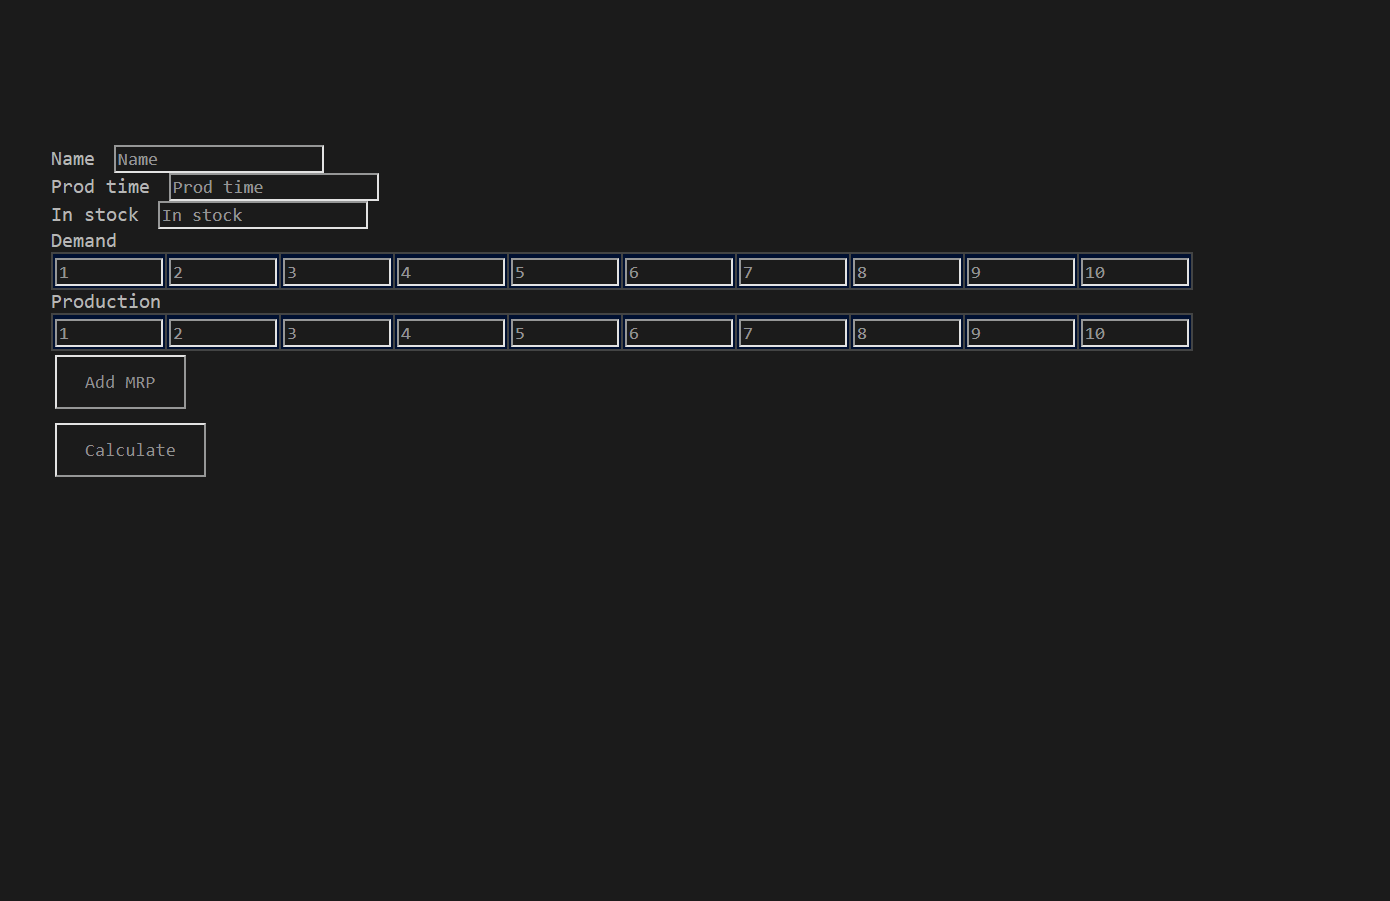 Name Name
Prod time Prod time
In stock In stock
Demand
1 2 3 4 5 6 7 8 9 10
Production
1 2 3 4 5 6 7 8 9 10
Add MRP
Calculate